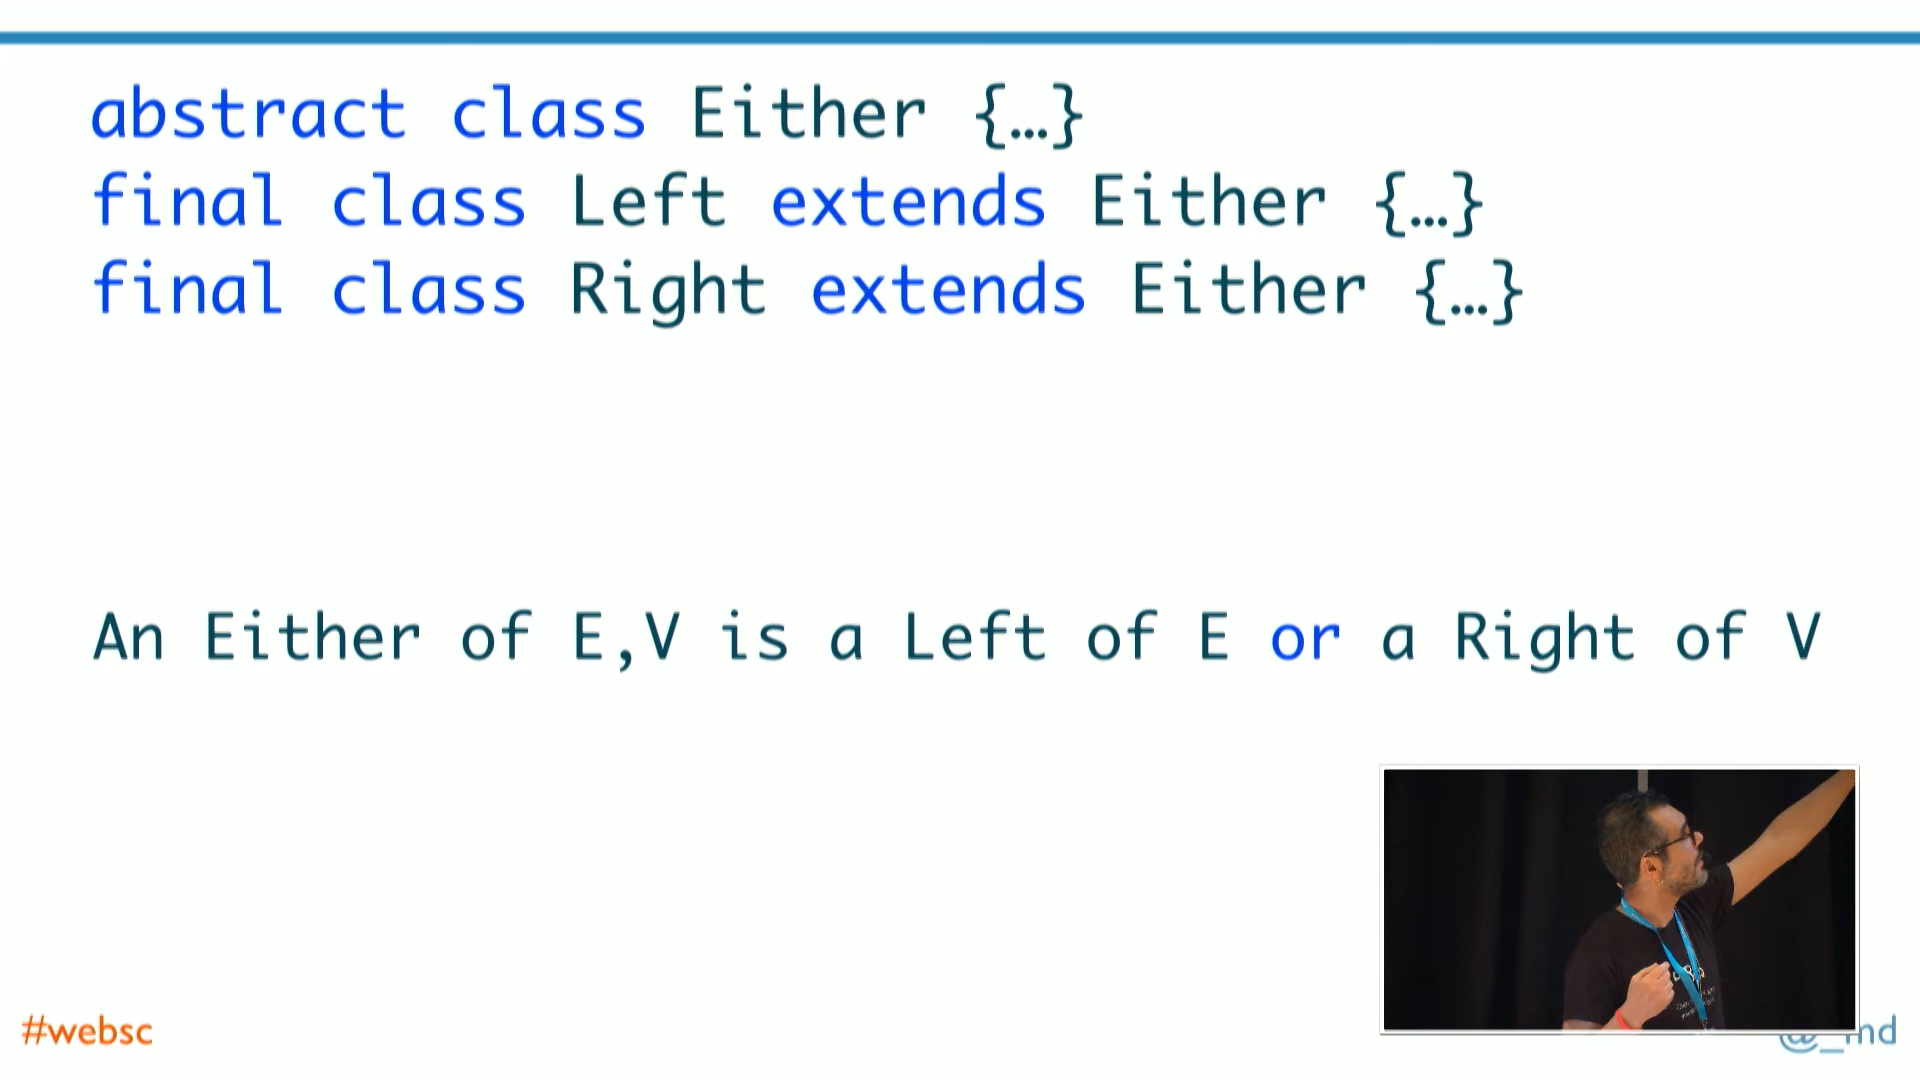 abstract class Either {…}
final class Left extends Either {…}
final class Right extends Either {…}
An Either of E,V is a Left of E or a Right of V
#websc